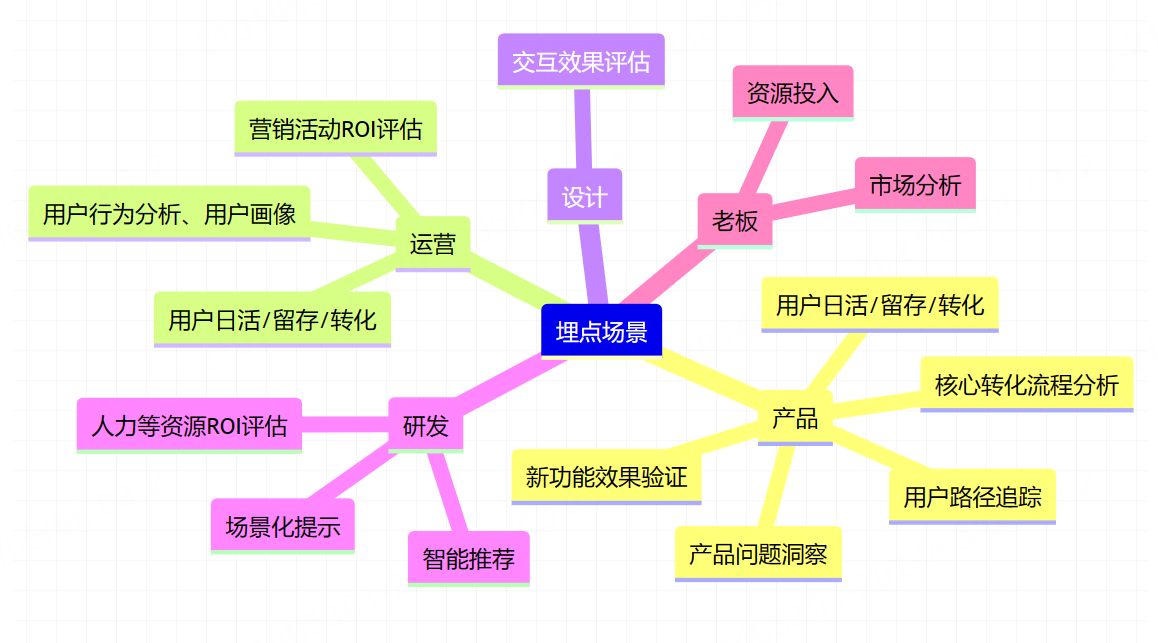 交互效果评估
资源投入
营销活动ROI评估
市场分析
设计
用户行为分析、用户画像
老板
运营
用户日活/留存/转化
用户日活/留存/转化
埋点场景
核心转化流程分析
人力等资源ROI评估
研发
产品
新功能效果验证
用户路径追踪
场景化提示
智能推荐
产品问题洞察